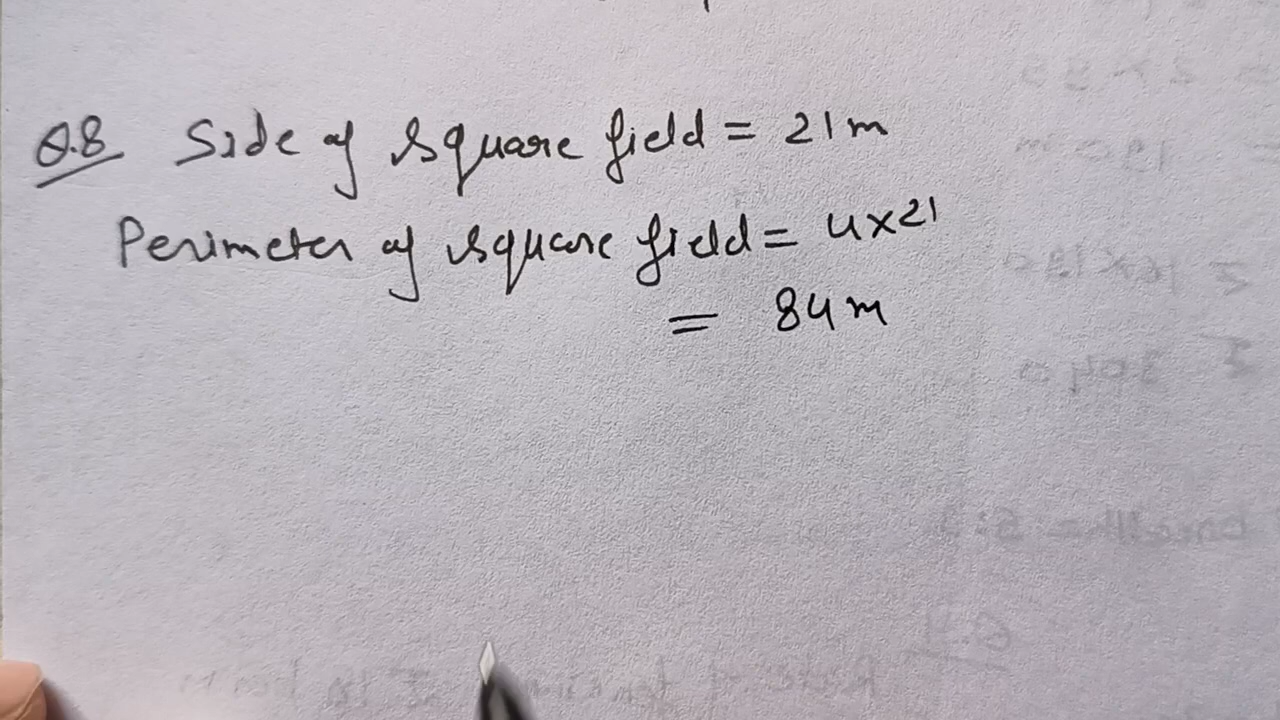 Q.8 Side of square field = 21m
Perimeter of square field = 4×21
= 84m